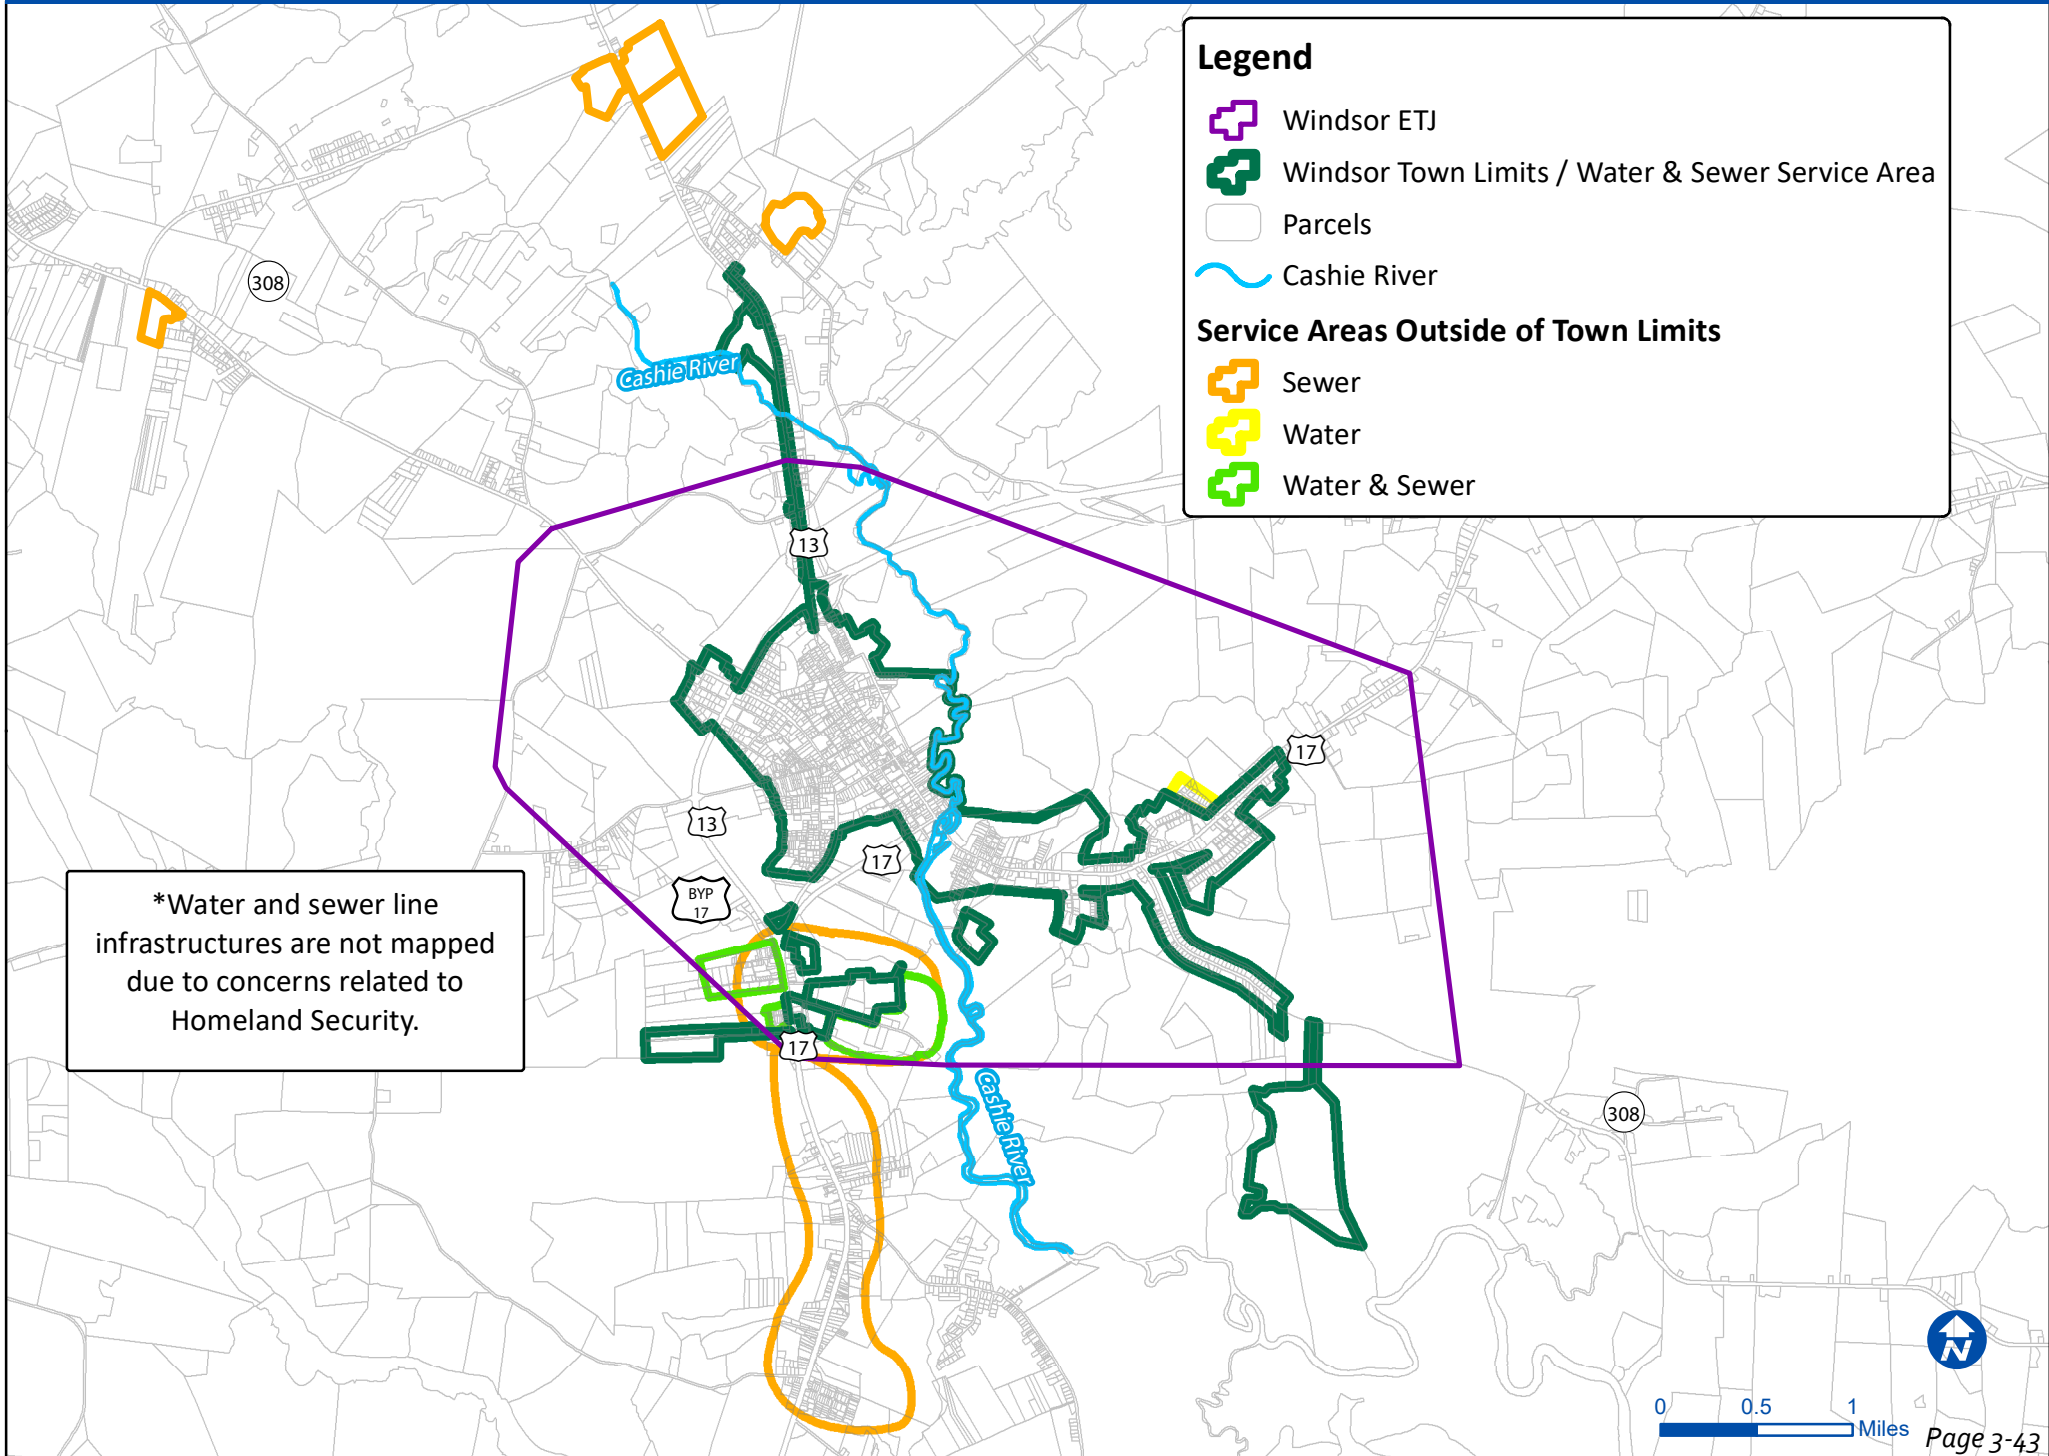 Legend
Windsor ETJ
Windsor Town Limits / Water & Sewer Service Area
Parcels
Cashie River
Service Areas Outside of Town Limits
Sewer
Water
Water & Sewer
308
Cashie River
13
17
13
17
BYP
17
*Water and sewer line
infrastructures are not mapped
due to concerns related to
Homeland Security.
17
Cashie River
308
N
0 0.5 1
Miles
Page 3-43